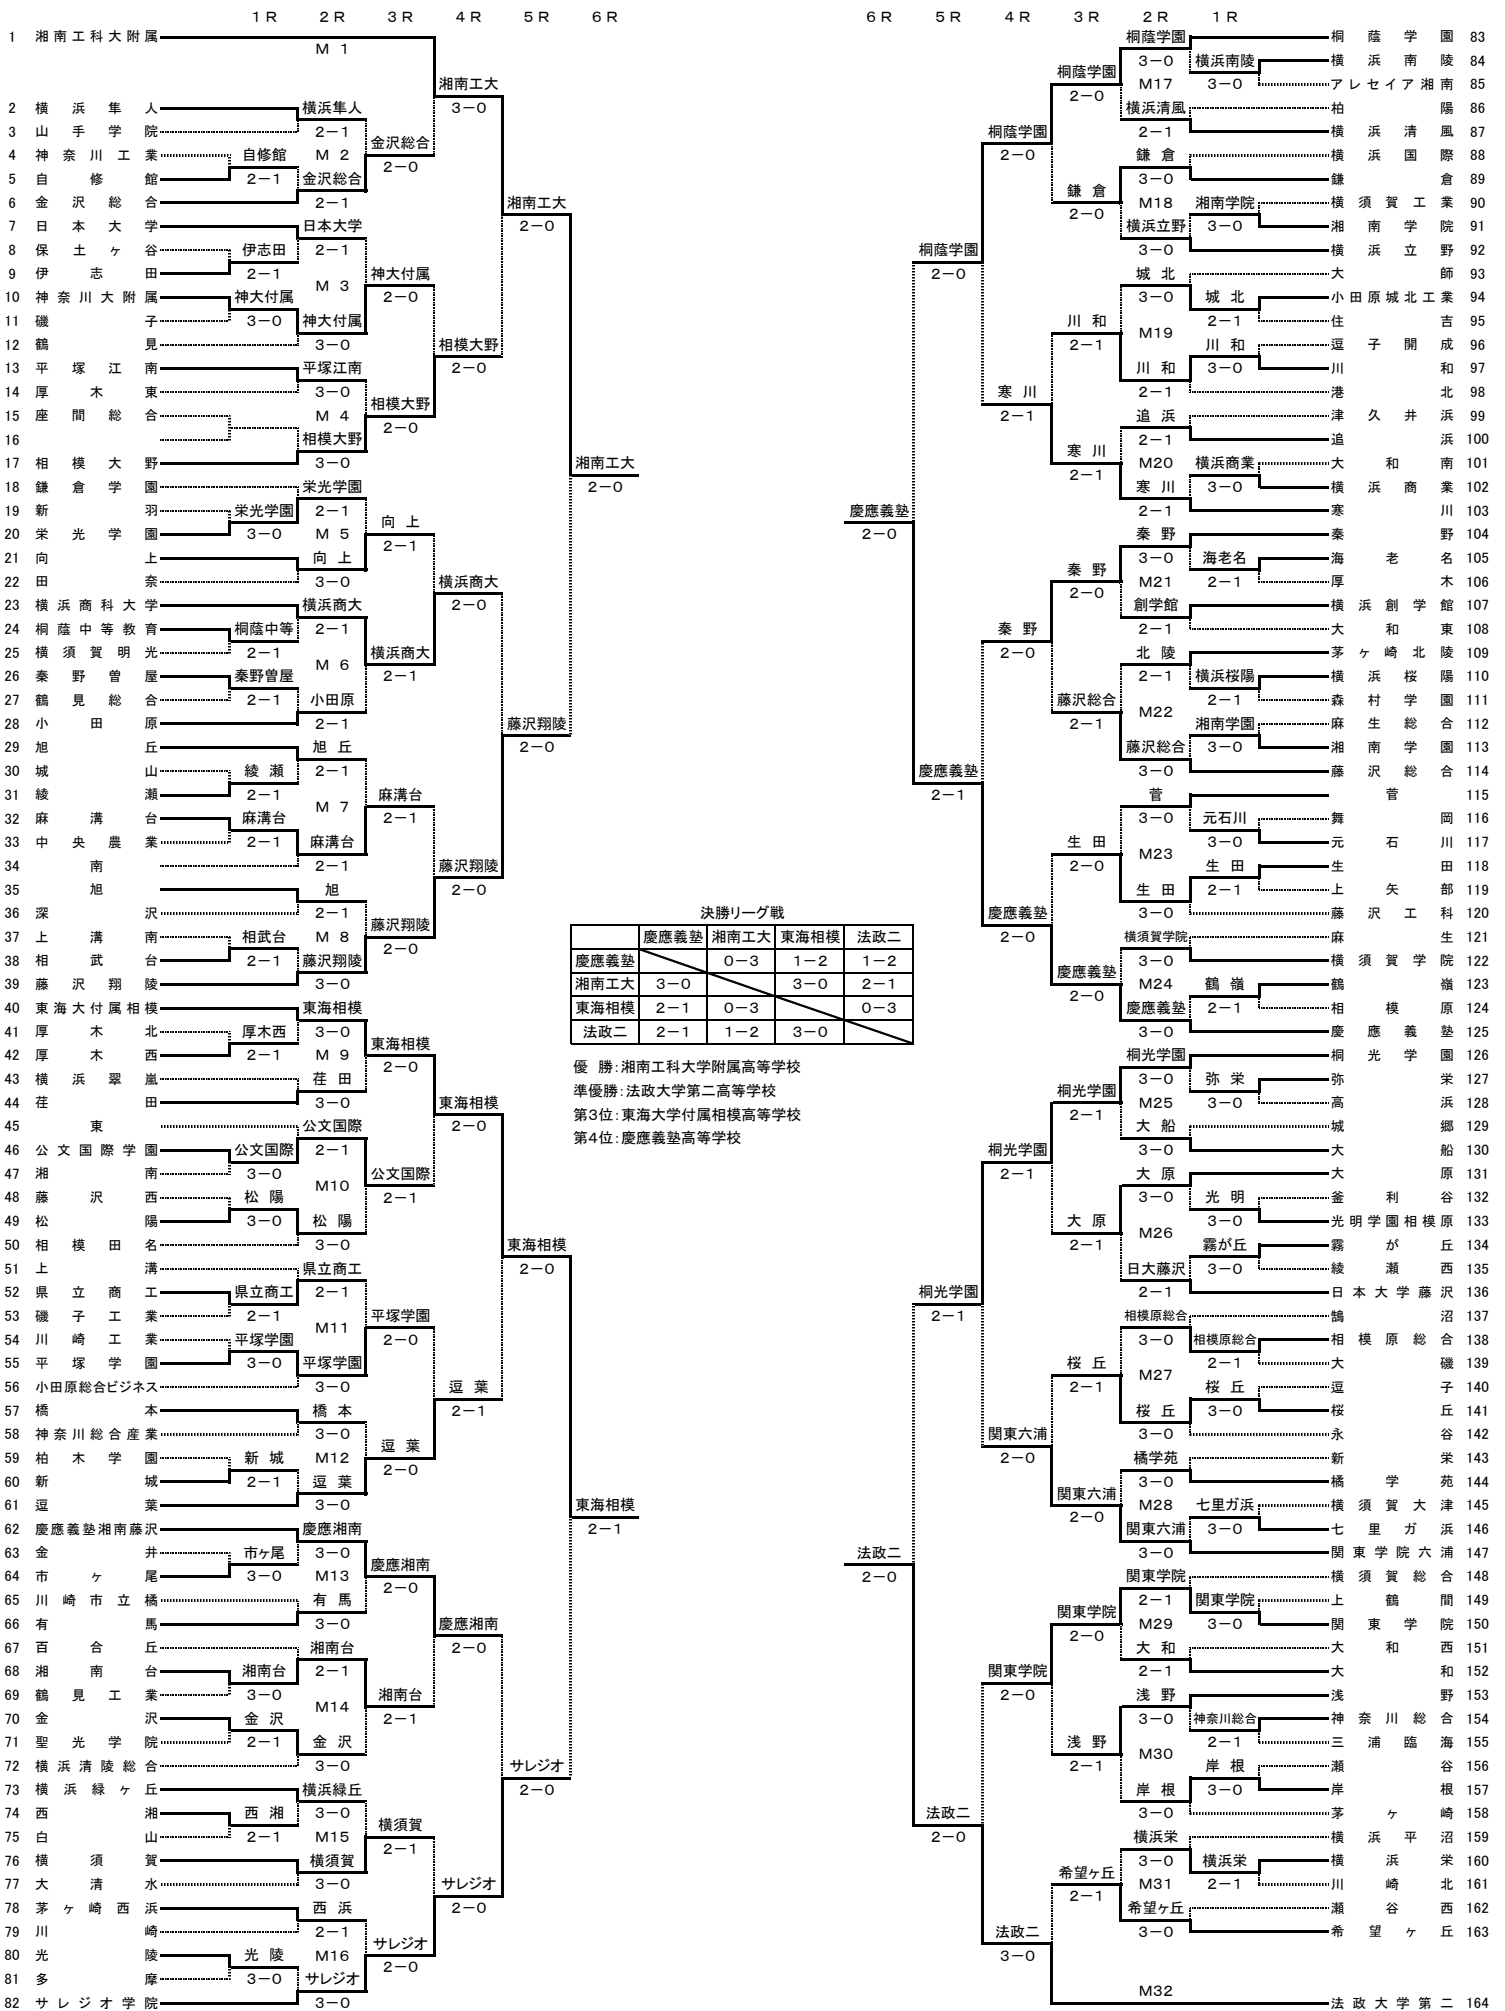 1R 2R 3R 4R 5R 6R
1 湘南工科大附属
M 1
湘南工大
3-0
2 横浜隼人 横浜隼人
3 山手学院 2-1
金沢総合
4 神奈川工業 自修館 M 2
2-0
5 自修館 2-1 金沢総合
6 金沢総合 2-1
湘南工大
2-0
7 日本大学 日本大学
8 保土ヶ谷 伊志田 2-1
9 伊志田 2-1 神大付属
M 3
2-0
10 神奈川大附属 神大付属
11 磯子 3-0 神大付属
12 鶴見 3-0 相模大野
2-0
13 平塚江南 平塚江南
14 厚木東 3-0
相模大野
15 座間総合 M 4
2-0
16 相模大野
17 相模大野 3-0
湘南工大
2-0
18 鎌倉学園 栄光学園
19 新羽 栄光学園 2-1
向上
20 栄光学園 3-0 M 5
2-1
21 向上 向上
22 田奈 3-0 横浜商大
2-0
23 横浜商科大学 横浜商大
24 桐蔭中等教育 桐蔭中等 2-1
25 横須賀明光 2-1 横浜商大
M 6
2-1
26 秦野曽屋 秦野曽屋
27 鶴見総合 2-1 小田原
28 小田原 2-1 藤沢翔陵
2-0
29 旭丘 旭丘
30 城山 綾瀬 2-1
31 綾瀬 2-1 麻溝台
M 7
2-1
32 麻溝台 麻溝台
33 中央農業 2-1 麻溝台
34 南 2-1 藤沢翔陵
2-0
35 旭 旭
36 深沢 2-1
藤沢翔陵
37 上溝南 相武台 M 8
2-0
38 相武台 2-1 藤沢翔陵
39 藤沢翔陵 3-0
40 東海大付属相模 東海相模
41 厚木北 厚木西 3-0
東海相模
42 厚木西 2-1 M 9
2-0
43 横浜翠嵐 荏田
44 荏田 3-0 東海相模
2-0
45 東 公文国際
46 公文国際学園 公文国際 2-1
47 湘南 3-0 公文国際
M10
2-1
48 藤沢西 松陽
49 松陽 3-0 松陽
50 相模田名 3-0 東海相模
2-0
51 上溝 県立商工
52 県立商工 県立商工 2-1
53 磯子工業 2-1 平塚学園
M11
2-0
54 川崎工業 平塚学園
55 平塚学園 3-0 平塚学園
56 小田原総合ビジネス 3-0 逗葉
2-1
57 橋本 橋本
58 神奈川総合産業 3-0
逗葉
59 柏木学園 新城 M12
2-0
60 新城 2-1 逗葉
61 逗葉 3-0
東海相模
2-1
62 慶應義塾湘南藤沢 慶應湘南
63 金井 市ヶ尾 3-0
慶應湘南
64 市ヶ尾 3-0 M13
2-0
65 川崎市立橘 有馬
66 有馬 3-0 慶應湘南
2-0
67 百合丘 湘南台
68 湘南台 湘南台 2-1
69 鶴見工業 3-0 湘南台
M14
2-1
70 金沢 金沢
71 聖光学院 2-1 金沢
72 横浜清陵総合 3-0 サレジオ
2-0
73 横浜緑ヶ丘 横浜緑丘
74 西湘 西湘 3-0
横須賀
75 白山 2-1 M15
2-1
76 横須賀 横須賀
77 大清水 3-0 サレジオ
2-0
78 茅ヶ崎西浜 西浜
79 川崎 2-1
サレジオ
80 光陵 光陵 M16
2-0
81 多摩 3-0 サレジオ
82 サレジオ学院 3-0
決勝リーグ戦
慶應義塾 湘南工大 東海相模 法政二
慶應義塾 0-3 1-2 1-2
湘南工大 3-0 3-0 2-1
東海相模 2-1 0-3 0-3
法政二 2-1 1-2 3-0
優 勝:湘南工科大学附属高等学校
準優勝:法政大学第二高等学校
第3位:東海大学付属相模高等学校
第4位:慶應義塾高等学校
6R 5R 4R 3R 2R 1R
桐蔭学園 桐蔭学園 83
3-0 横浜南陵 横浜南陵 84
桐蔭学園
2-0
M17 3-0 アレセイア湘南 85
横浜清風 柏陽 86
2-1 横浜清風 87
桐蔭学園
2-0
鎌倉 横浜国際 88
3-0 鎌倉 89
鎌倉
2-0
M18 湘南学院 横須賀工業 90
横浜立野 3-0 湘南学院 91
3-0 横浜立野 92
桐蔭学園
2-0
城北 大師 93
3-0 城北 小田原城北工業 94
2-1 住吉 95
川和
2-1
M19
川和 逗子開成 96
川和 3-0 川和 97
2-1 港北 98
寒川
2-1
追浜 津久井浜 99
2-1 追浜 100
寒川
2-1
M20 横浜商業 大和南 101
寒川 3-0 横浜商業 102
2-1 寒川 103
慶應義塾
2-0
秦野 秦野 104
3-0 海老名 海老名 105
秦野
2-0
M21 2-1 厚木 106
創学館 横浜創学館 107
2-1 大和東 108
秦野
2-0
北陵 茅ヶ崎北陵 109
2-1 横浜桜陽 横浜桜陽 110
2-1 森村学園 111
藤沢総合
2-1
M22
湘南学園 麻生総合 112
藤沢総合 3-0 湘南学園 113
3-0 藤沢総合 114
慶應義塾
2-1
菅 菅 115
3-0 元石川 舞岡 116
3-0 元石川 117
生田
2-0
M23
生田 生田 118
生田 2-1 上矢部 119
3-0 藤沢工科 120
慶應義塾
2-0
横須賀学院 麻生 121
3-0 横須賀学院 122
慶應義塾
2-0
M24 鶴嶺 鶴嶺 123
慶應義塾 2-1 相模原 124
3-0 慶應義塾 125
桐光学園 桐光学園 126
3-0 弥栄 弥栄 127
桐光学園
2-1
M25 3-0 高浜 128
大船 城郷 129
3-0 大船 130
桐光学園
2-1
大原 大原 131
3-0 光明 釜利谷 132
3-0 光明学園相模原 133
大原
2-1
M26
霧が丘 霧が丘 134
日大藤沢 3-0 綾瀬西 135
2-1 日本大学藤沢 136
桐光学園
2-1
相模原総合 鵠沼 137
3-0 相模原総合 相模原総合 138
2-1 大磯 139
桜丘
2-1
M27
桜丘 逗子 140
桜丘 3-0 桜丘 141
3-0 永谷 142
関東六浦
2-0
橘学苑 新栄 143
3-0 橘学苑 144
関東六浦
2-0
M28 七里ガ浜 横須賀大津 145
関東六浦 3-0 七里ガ浜 146
3-0 関東学院六浦 147
法政二
2-0
関東学院 横須賀総合 148
2-1 関東学院 上鶴間 149
関東学院
2-0
M29 3-0 関東学院 150
大和 大和西 151
2-1 大和 152
関東学院
2-0
浅野 浅野 153
3-0 神奈川総合 神奈川総合 154
2-1 三浦臨海 155
浅野
2-1
M30
岸根 瀬谷 156
岸根 3-0 岸根 157
3-0 茅ヶ崎 158
法政二
2-0
横浜栄 横浜平沼 159
3-0 横浜栄 横浜栄 160
希望ヶ丘
2-1
M31 2-1 川崎北 161
希望ヶ丘 瀬谷西 162
3-0 希望ヶ丘 163
法政二
3-0
M32
法政大学第二 164